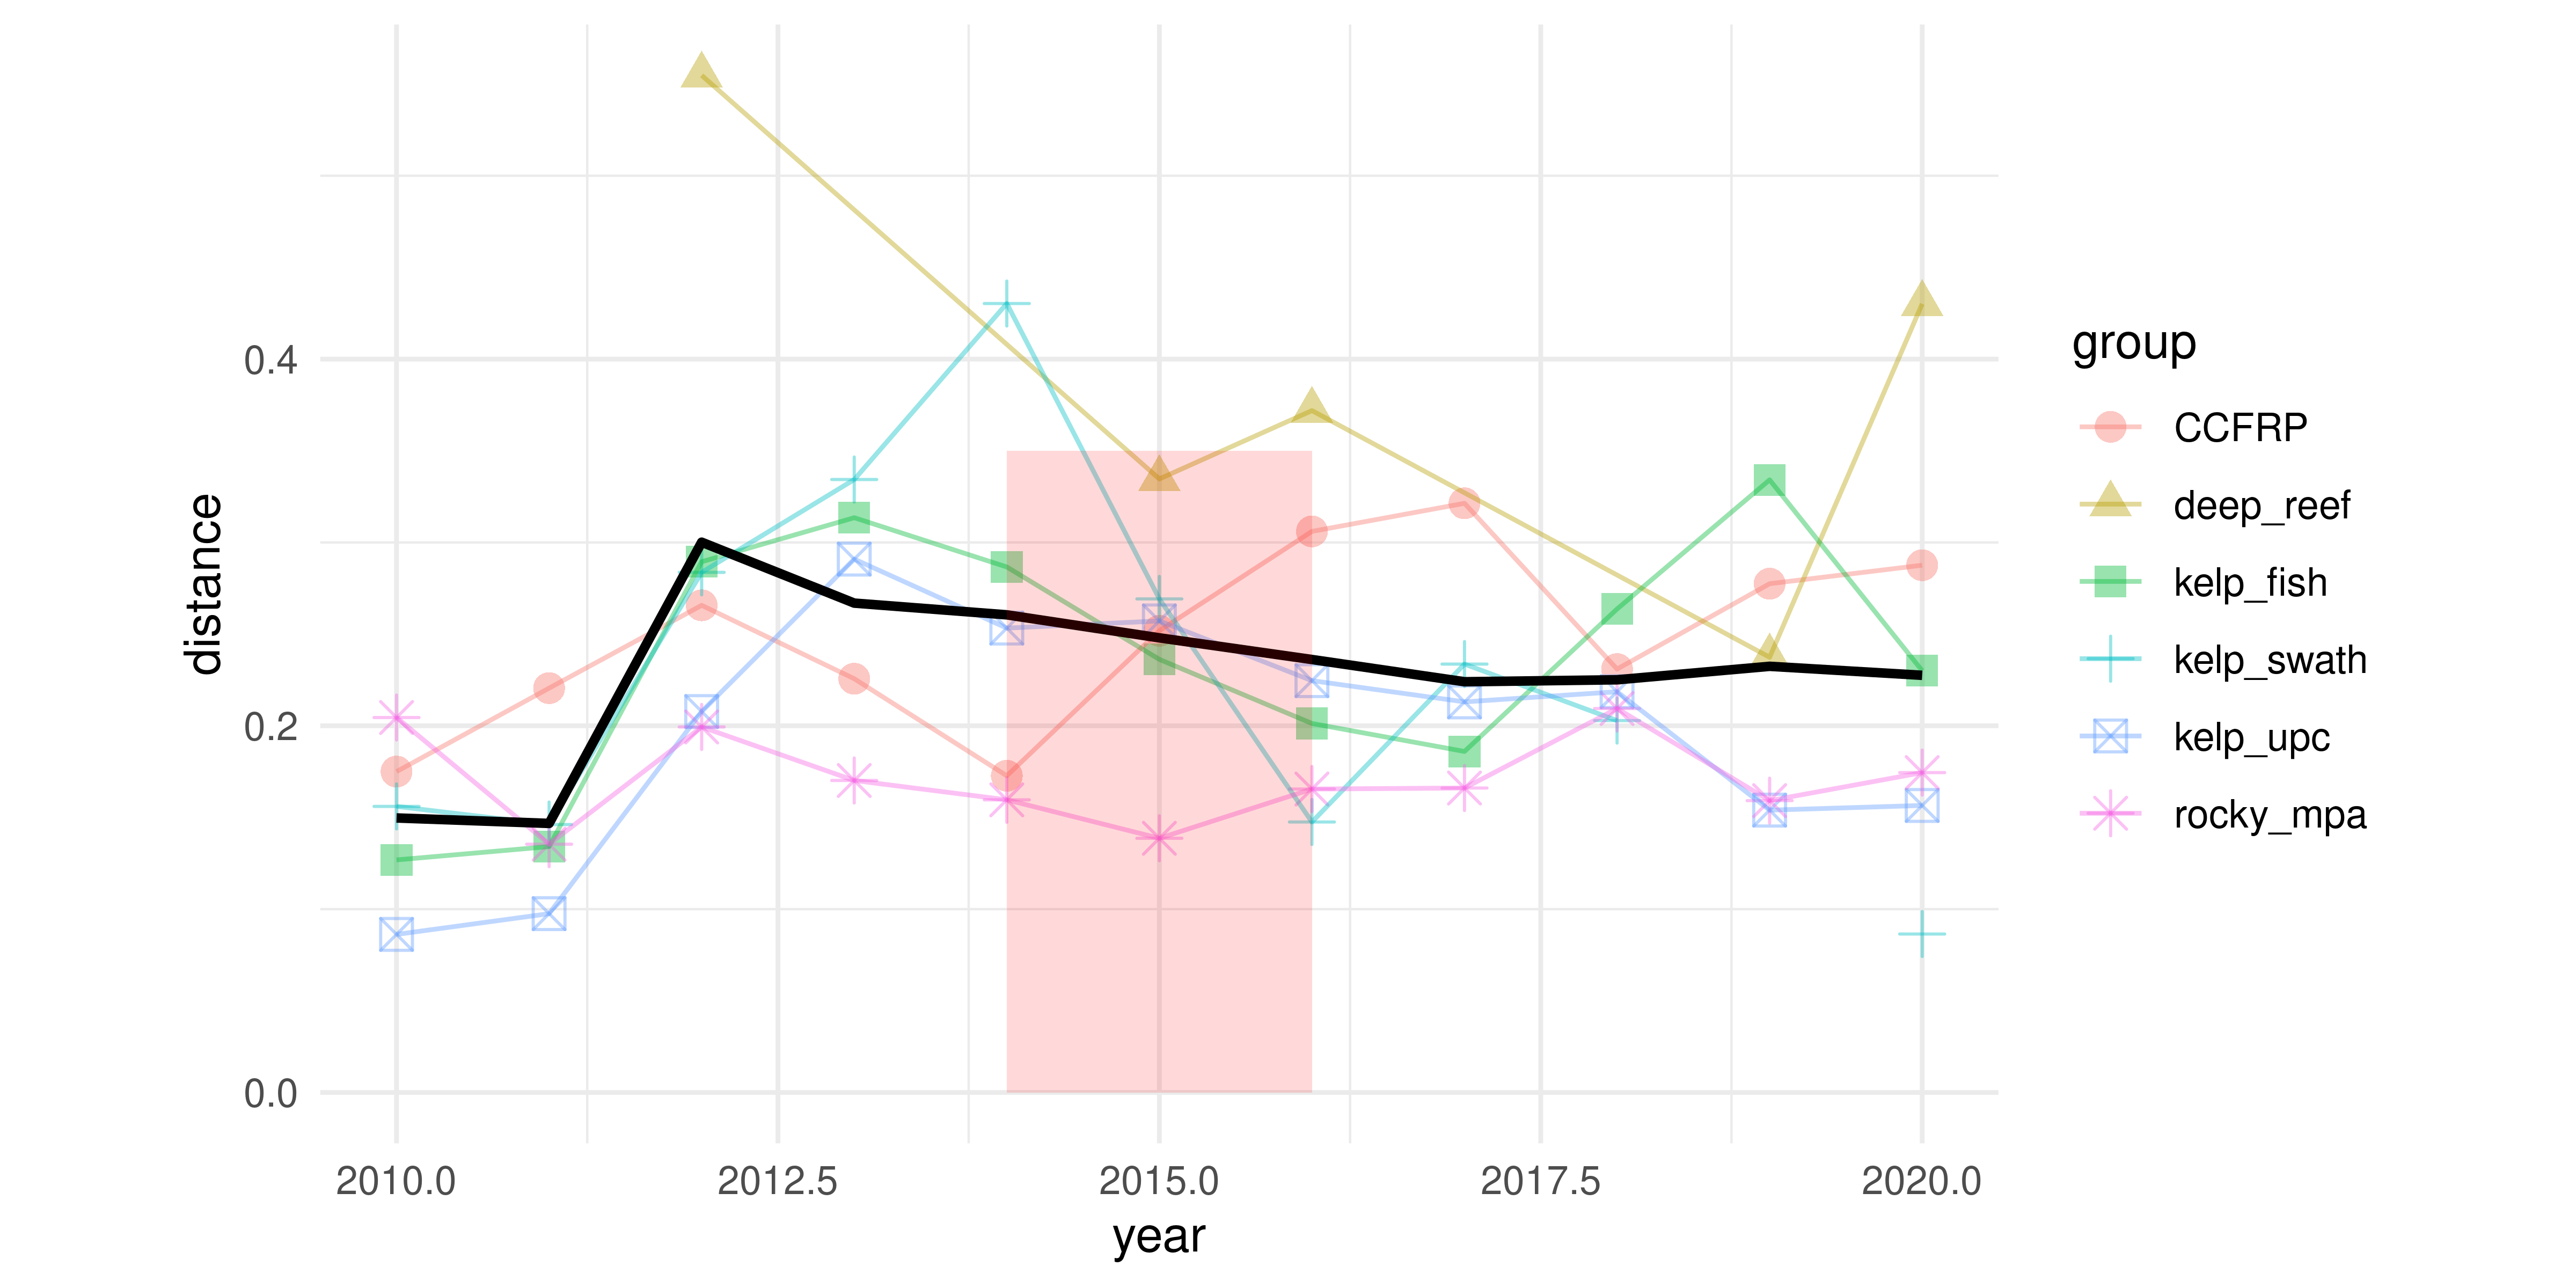 distance
0.4
0.2
0.0
2010.0 2012.5 2015.0 2017.5 2020.0
year
group
CCFRP
deep_reef
kelp_fish
kelp_swath
kelp_upc
rocky_mpa